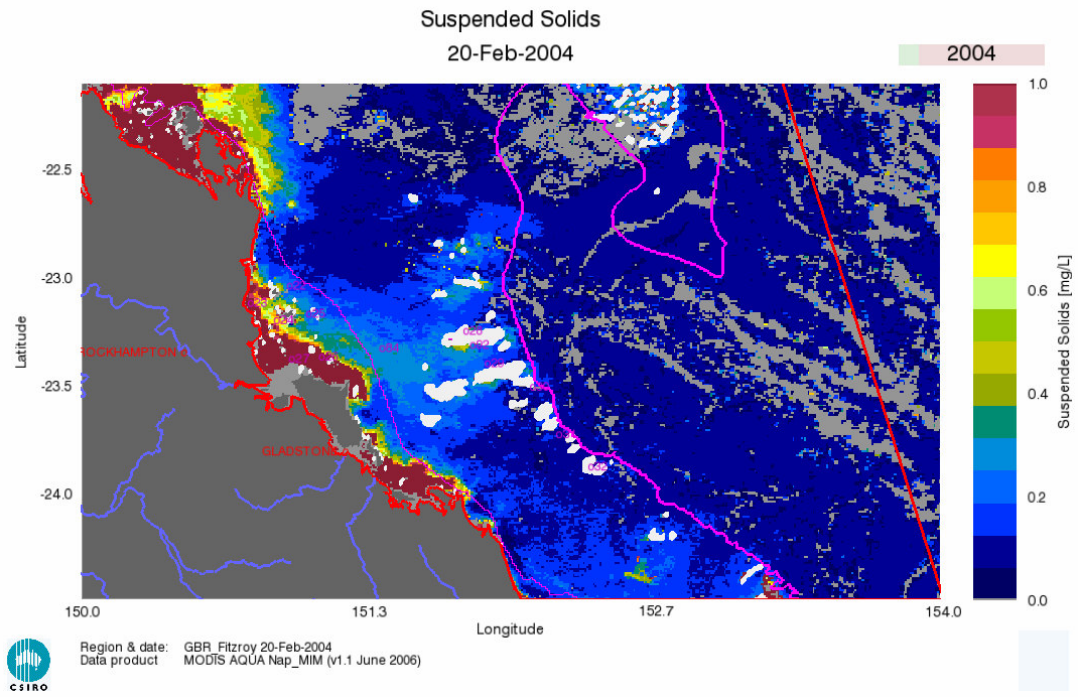 Suspended Solids
20-Feb-2004
2004
1.0
0.8
0.6
0.4
0.2
0.0
Suspended Solids [mg/L]
-22.5
-23.0
-23.5
-24.0
Latitude
ROCKHAMPTON
GLADSTONE
150.0
151.3
152.7
154.0
Longitude
Region & date: GBR_Fitzroy 20-Feb-2004
Data product MODIS AQUA Nap_MIM (v1.1 June 2006)
CSIRO